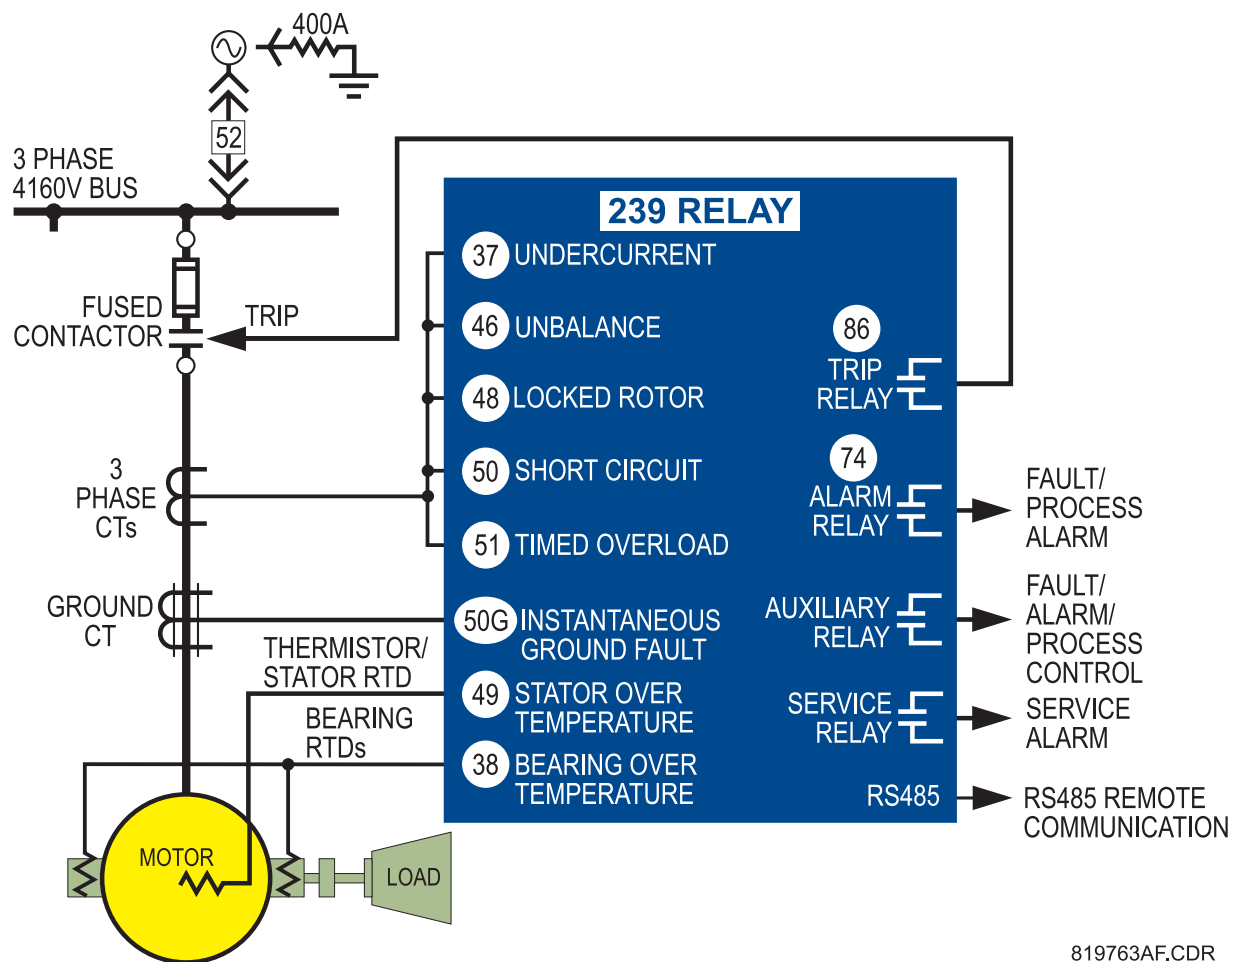 400A
52
3 PHASE
4160V BUS
239 RELAY
37 UNDERCURRENT
FUSED
CONTACTOR
TRIP
46 UNBALANCE
86
TRIP
RELAY
48 LOCKED ROTOR
3
PHASE
CTs
50 SHORT CIRCUIT
74
ALARM
RELAY
FAULT/
PROCESS
ALARM
51 TIMED OVERLOAD
GROUND
CT
50G INSTANTANEOUS
GROUND FAULT
AUXILIARY
RELAY
FAULT/
ALARM/
PROCESS
CONTROL
THERMISTOR/
STATOR RTD
49 STATOR OVER
TEMPERATURE
SERVICE
RELAY
SERVICE
ALARM
BEARING
RTDs
38 BEARING OVER
TEMPERATURE
RS485
RS485 REMOTE
COMMUNICATION
MOTOR
LOAD
819763AF.CDR